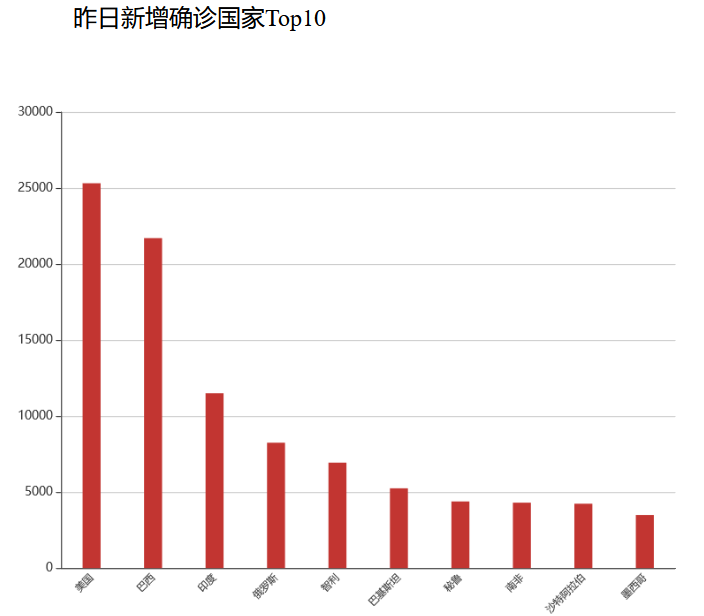 昨日新增确诊国家Top10
30000
25000
20000
15000
10000
5000
0
美国
巴西
印度
俄罗斯
智利
巴基斯坦
秘鲁
南非
沙特阿拉伯
墨西哥